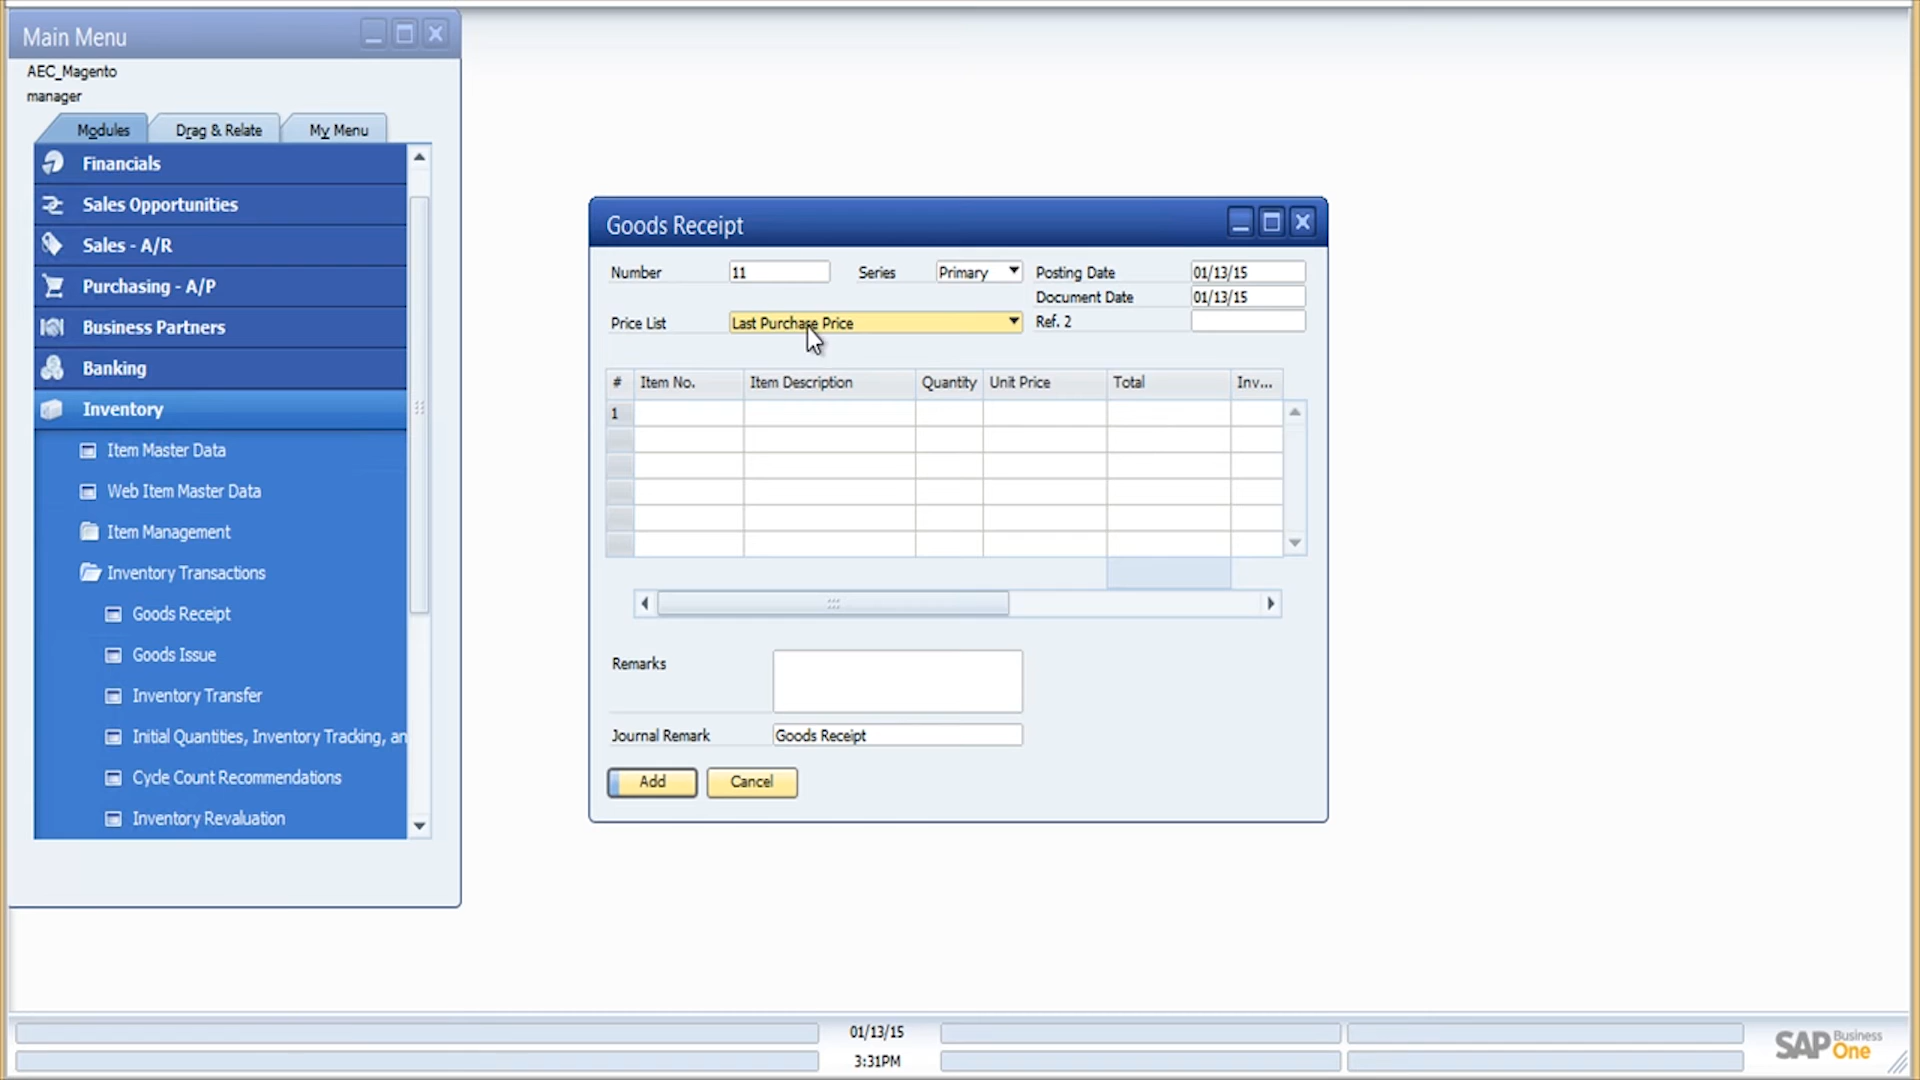 Main Menu
AEC_Magento
manager
Modules
Drag & Relate
My Menu
Financials
Sales Opportunities
Sales - A/R
Purchasing - A/P
Business Partners
Banking
Inventory
Item Master Data
Web Item Master Data
Item Management
Inventory Transactions
Goods Receipt
Goods Issue
Inventory Transfer
Initial Quantities, Inventory Tracking, an
Cycle Count Recommendations
Inventory Revaluation
Goods Receipt
Number 11 Series Primary Posting Date 01/13/15
Document Date 01/13/15
Price List Last Purchase Price Ref. 2
# Item No. Item Description Quantity Unit Price Total Inv...
1
Remarks
Journal Remark Goods Receipt
Add Cancel
01/13/15
3:31PM
SAP Business One